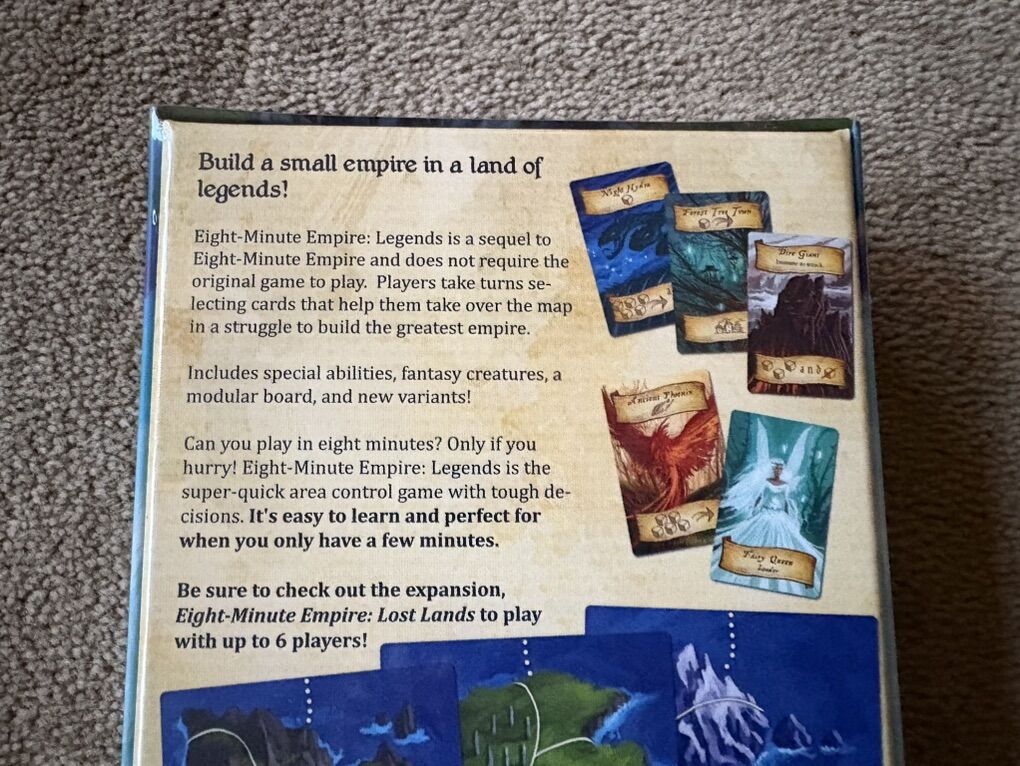 Build a small empire in a land of
legends!
Eight-Minute Empire: Legends is a sequel to
Eight-Minute Empire and does not require the
original game to play. Players take turns se-
lecting cards that help them take over the map
in a struggle to build the greatest empire.
Includes special abilities, fantasy creatures, a
modular board, and new variants!
Can you play in eight minutes? Only if you
hurry! Eight-Minute Empire: Legends is the
super-quick area control game with tough de-
cisions. It's easy to learn and perfect for
when you only have a few minutes.
Be sure to check out the expansion,
Eight-Minute Empire: Lost Lands to play
with up to 6 players!
Night Hydra
Forest Tree Town
Dire Giant
Immune to attack
and
Ancient Phoenix
Fairy Queen
Leader